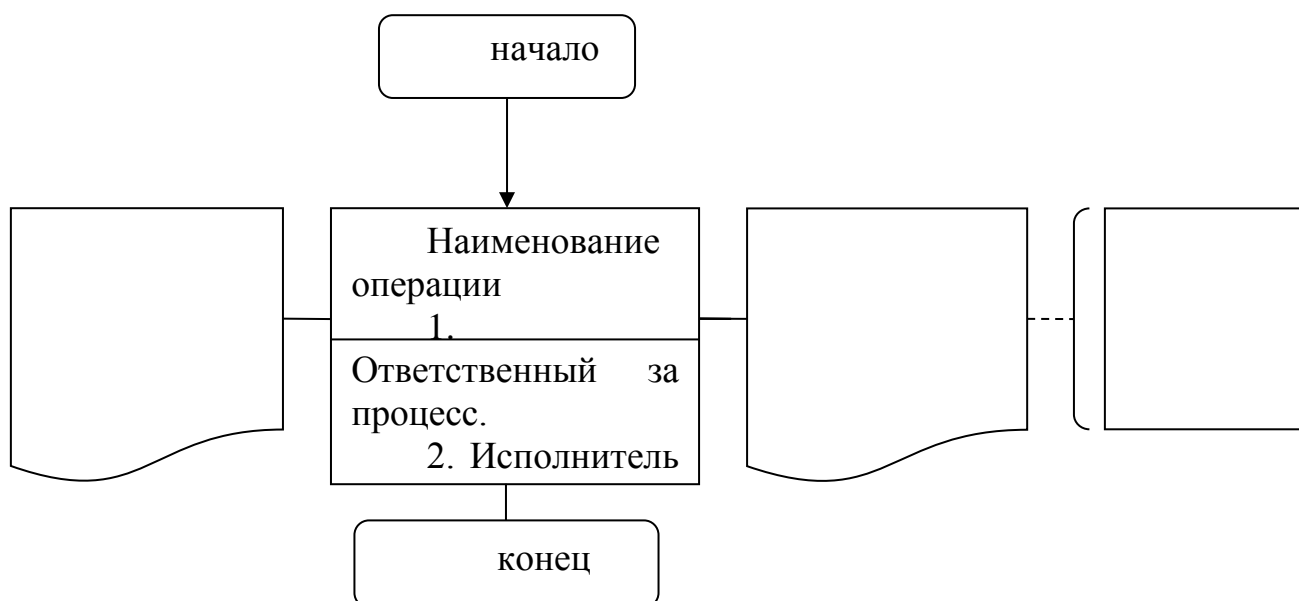 начало
Наименование
операции
1.
Ответственный за
процесс.
2. Исполнитель
конец